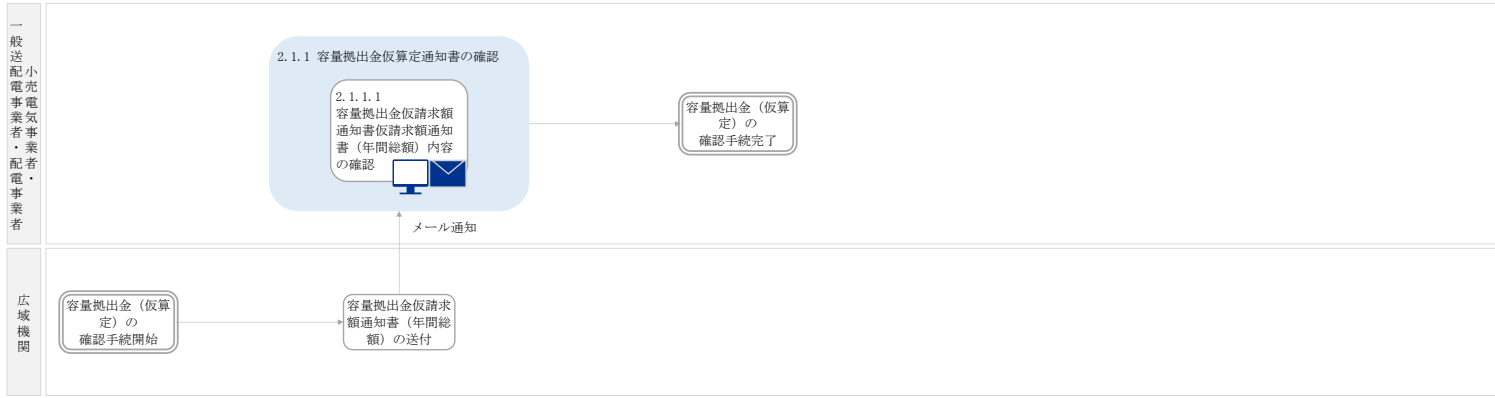 小売電気事業者・
一般送配電事業者・配電事業者
2.1.1 容量拠出金仮算定通知書の確認
2.1.1.1
容量拠出金仮請求額
通知書仮請求額通知
書（年間総額）内容
の確認
容量拠出金（仮算
定）の
確認手続完了
メール通知
広域機関
容量拠出金（仮算
定）の
確認手続開始
容量拠出金仮請求
額通知書（年間総
額）の送付